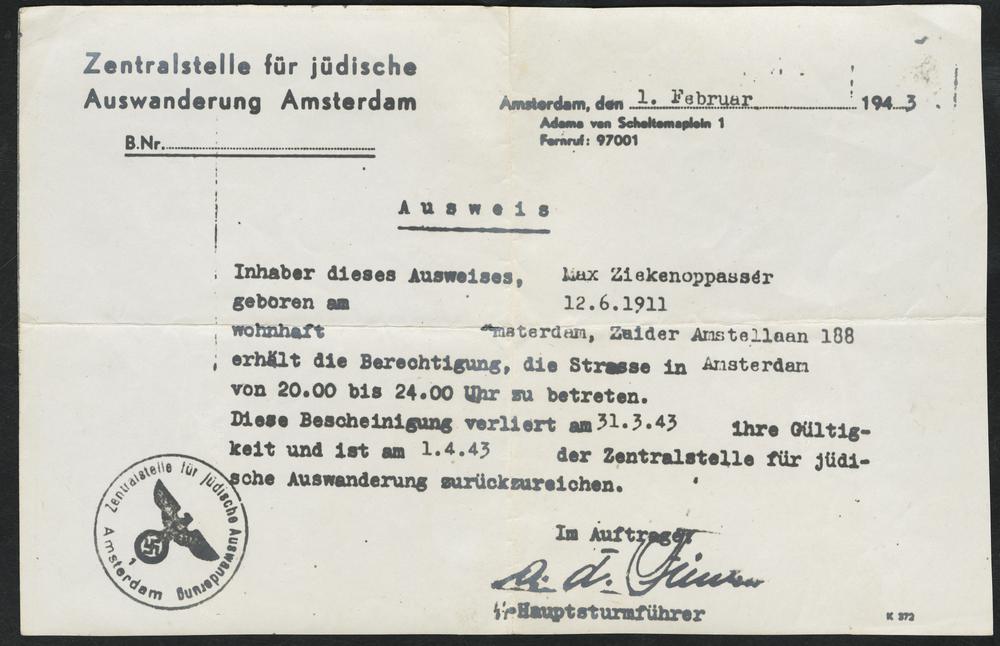 Zentralstelle für jüdische
Auswanderung Amsterdam
B.Nr.
Amsterdam, den 1. Februar 1943.
Adama van Scheltemaplein 1
Fernruf: 97001
Ausweis
Inhaber dieses Ausweises, Max Ziekenoppasser
geboren am 12.6.1911
wohnhaft Amsterdam, Zuider Amstellaan 188
erhält die Berechtigung, die Strasse in Amsterdam
von 20.00 bis 24.00 Uhr zu betreten.
Diese Bescheinigung verliert am 31.3.43 ihre Gültig-
keit und ist am 1.4.43 der Zentralstelle für jüdi-
sche Auswanderung zurückzureichen.
Zentralstelle für jüdische Auswanderung
Amsterdam
1
Im Auftrage:
SS-Hauptsturmführer
K 372